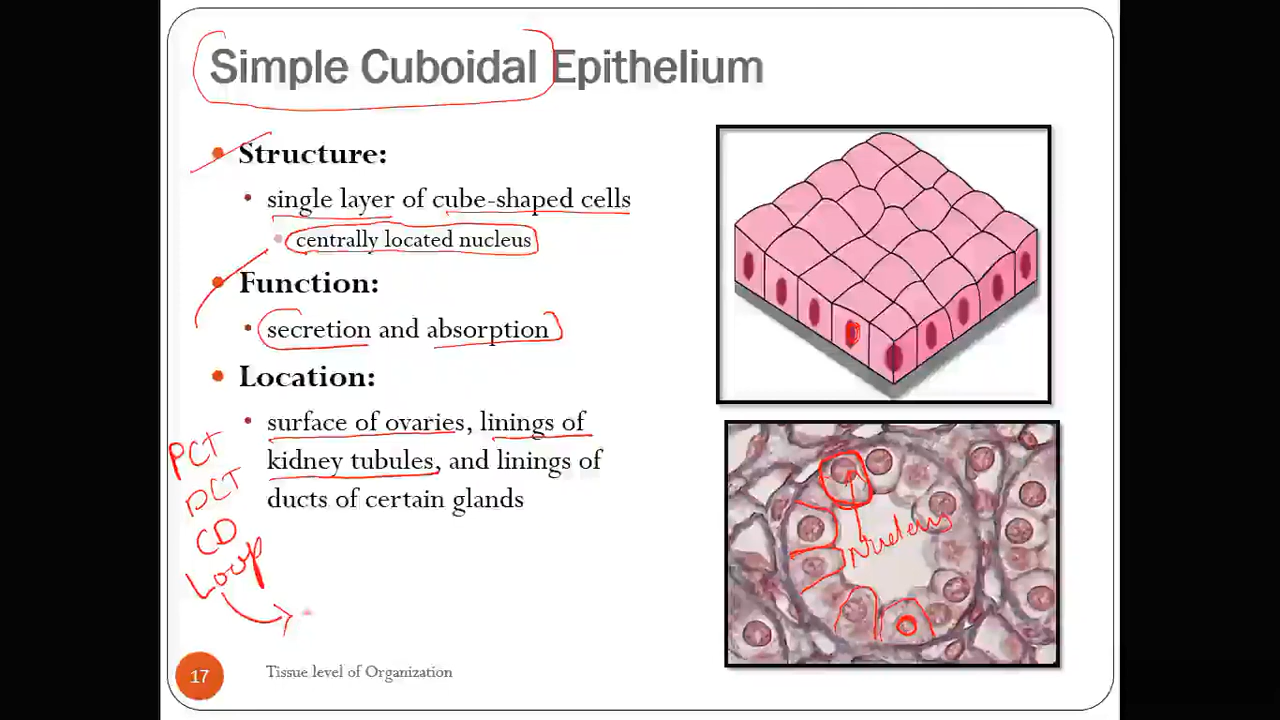 Simple Cuboidal Epithelium
• Structure:
• single layer of cube-shaped cells
• centrally located nucleus
• Function:
• secretion and absorption
• Location:
• surface of ovaries, linings of
kidney tubules, and linings of
ducts of certain glands
PCT
DCT
CD
Loop
Nucleus
17
Tissue level of Organization